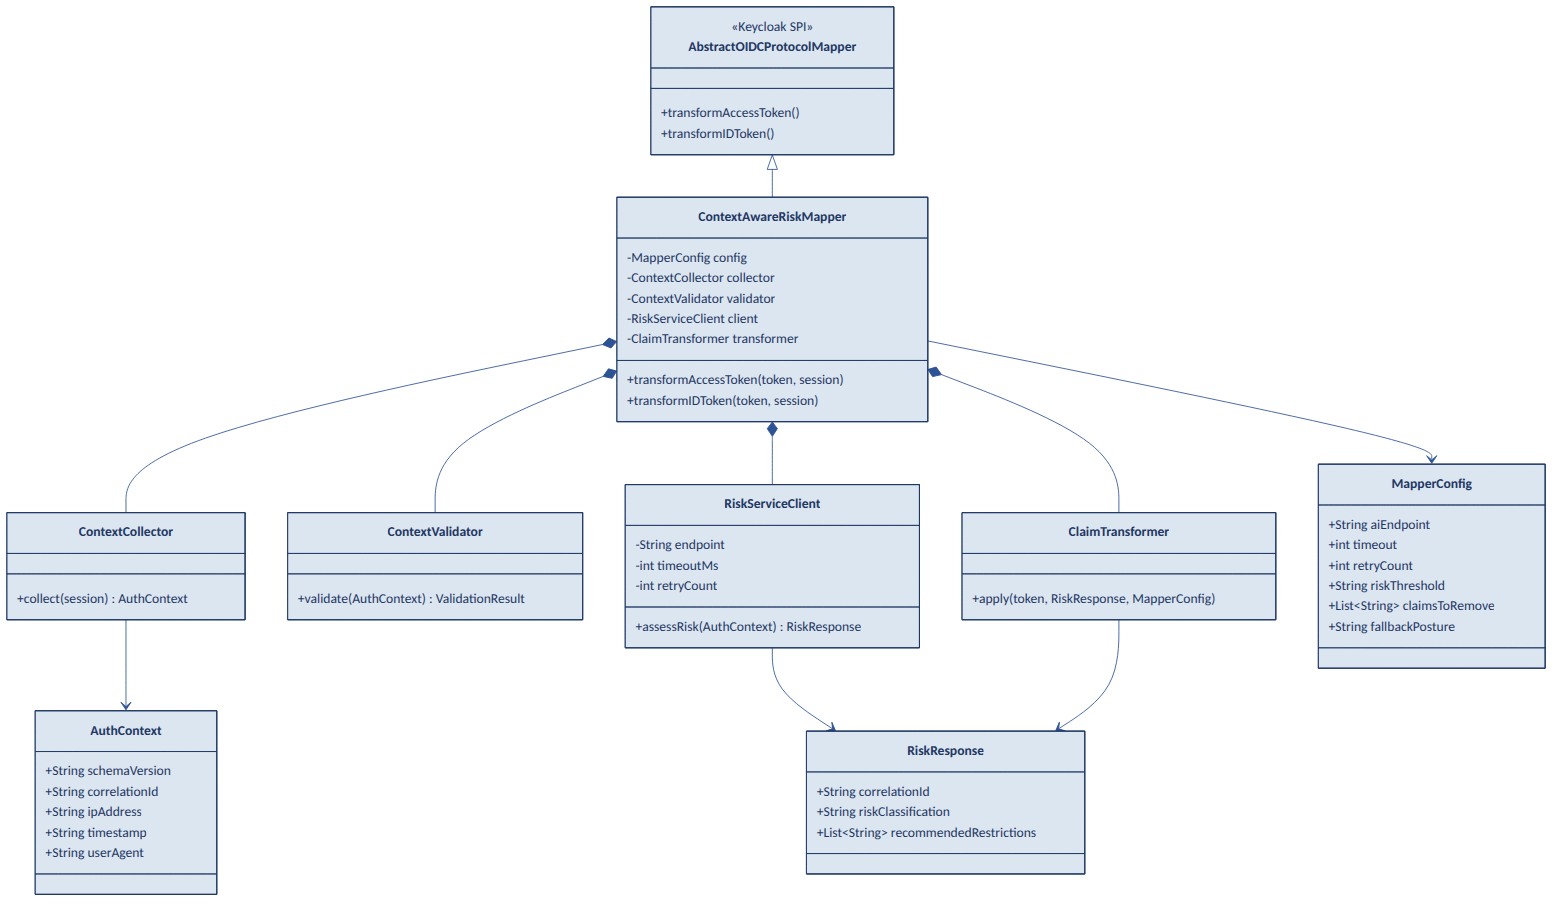 «Keycloak SPI»
AbstractOIDCProtocolMapper
+transformAccessToken()
+transformIDToken()
ContextAwareRiskMapper
-MapperConfig config
-ContextCollector collector
-ContextValidator validator
-RiskServiceClient client
-ClaimTransformer transformer
+transformAccessToken(token, session)
+transformIDToken(token, session)
ContextCollector
+collect(session) : AuthContext
ContextValidator
+validate(AuthContext) : ValidationResult
RiskServiceClient
-String endpoint
-int timeoutMs
-int retryCount
+assessRisk(AuthContext) : RiskResponse
ClaimTransformer
+apply(token, RiskResponse, MapperConfig)
MapperConfig
+String aiEndpoint
+int timeout
+int retryCount
+String riskThreshold
+List<String> claimsToRemove
+String fallbackPosture
AuthContext
+String schemaVersion
+String correlationId
+String ipAddress
+String timestamp
+String userAgent
RiskResponse
+String correlationId
+String riskClassification
+List<String> recommendedRestrictions